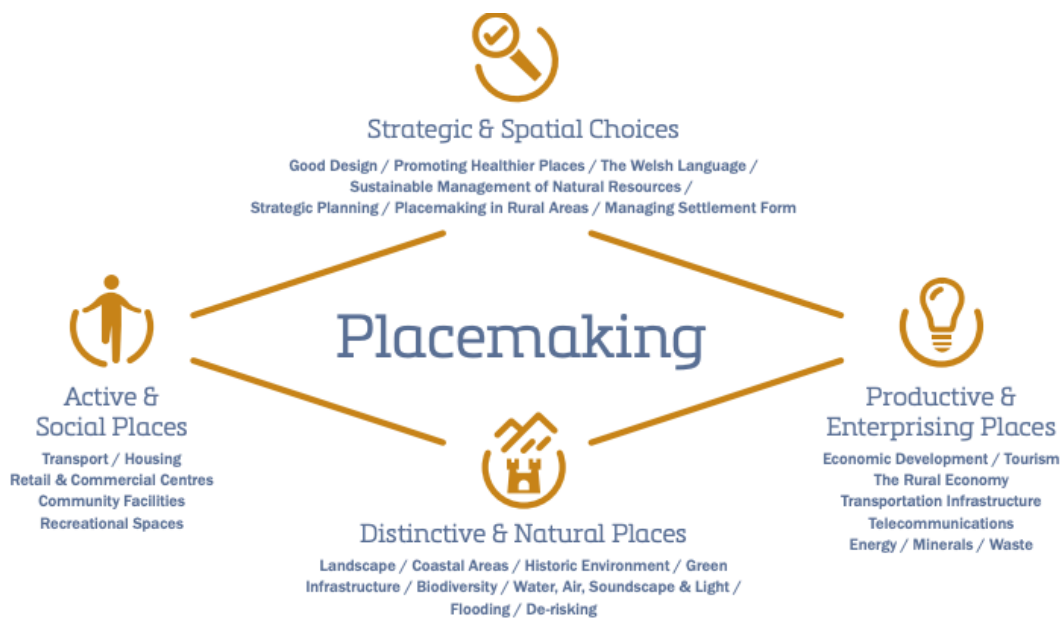 Strategic & Spatial Choices
Good Design / Promoting Healthier Places / The Welsh Language /
Sustainable Management of Natural Resources /
Strategic Planning / Placemaking in Rural Areas / Managing Settlement Form
Placemaking
Active &
Social Places
Transport / Housing
Retail & Commercial Centres
Community Facilities
Recreational Spaces
Productive &
Enterprising Places
Economic Development / Tourism
The Rural Economy
Transportation Infrastructure
Telecommunications
Energy / Minerals / Waste
Distinctive & Natural Places
Landscape / Coastal Areas / Historic Environment / Green
Infrastructure / Biodiversity / Water, Air, Soundscape & Light /
Flooding / De-risking